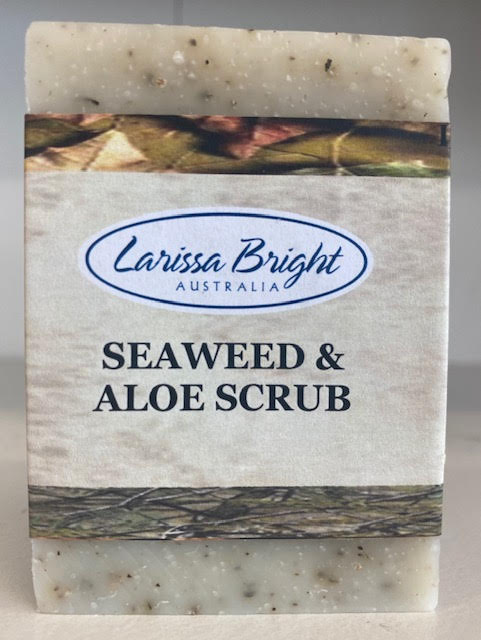 Larissa Bright
AUSTRALIA
SEAWEED &
ALOE SCRUB